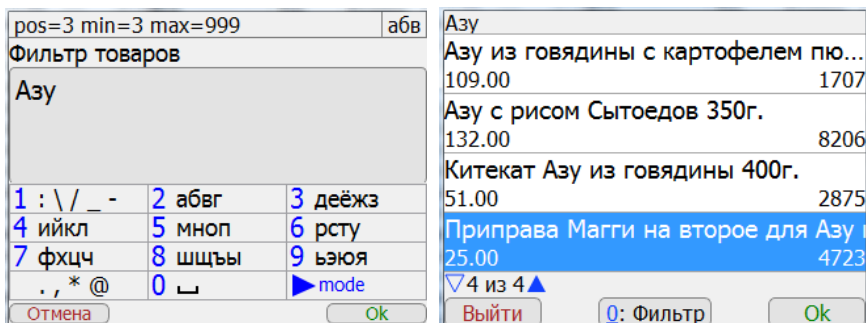 pos=3 min=3 max=999 абв
Фильтр товаров
Азу
1 : \ / _ - 2 абвг 3 деёжз
4 ийкл 5 мноп 6 рсту
7 фхцч 8 шщъы 9 ьэюя
. , * @ 0 ⎵ ▶mode
Отмена Ok
Азу
Азу из говядины с картофелем пю...
109.00 1707
Азу с рисом Сытоедов 350г.
132.00 8206
Китекат Азу из говядины 400г.
51.00 2875
Приправа Магги на второе для Азу
25.00 4723
▽4 из 4▲
Выйти 0: Фильтр Ok